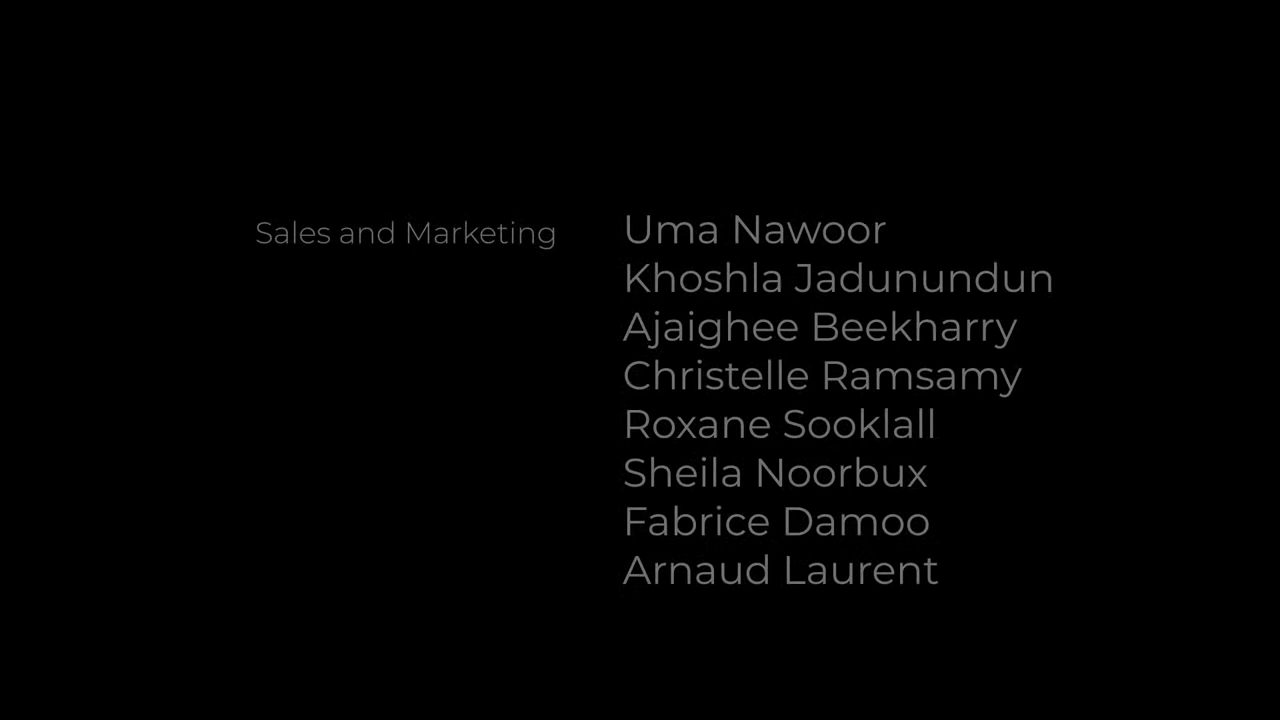 Sales and Marketing
Uma Nawoor
Khoshla Jadunundun
Ajaighee Beekharry
Christelle Ramsamy
Roxane Sooklall
Sheila Noorbux
Fabrice Damoo
Arnaud Laurent